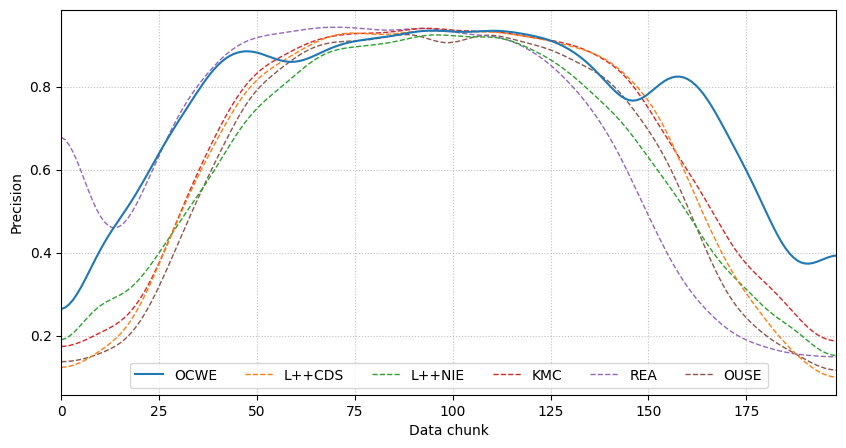 Precision
0.8
0.6
0.4
0.2
OCWE L++CDS L++NIE KMC REA OUSE
0 25 50 75 100 125 150 175
Data chunk